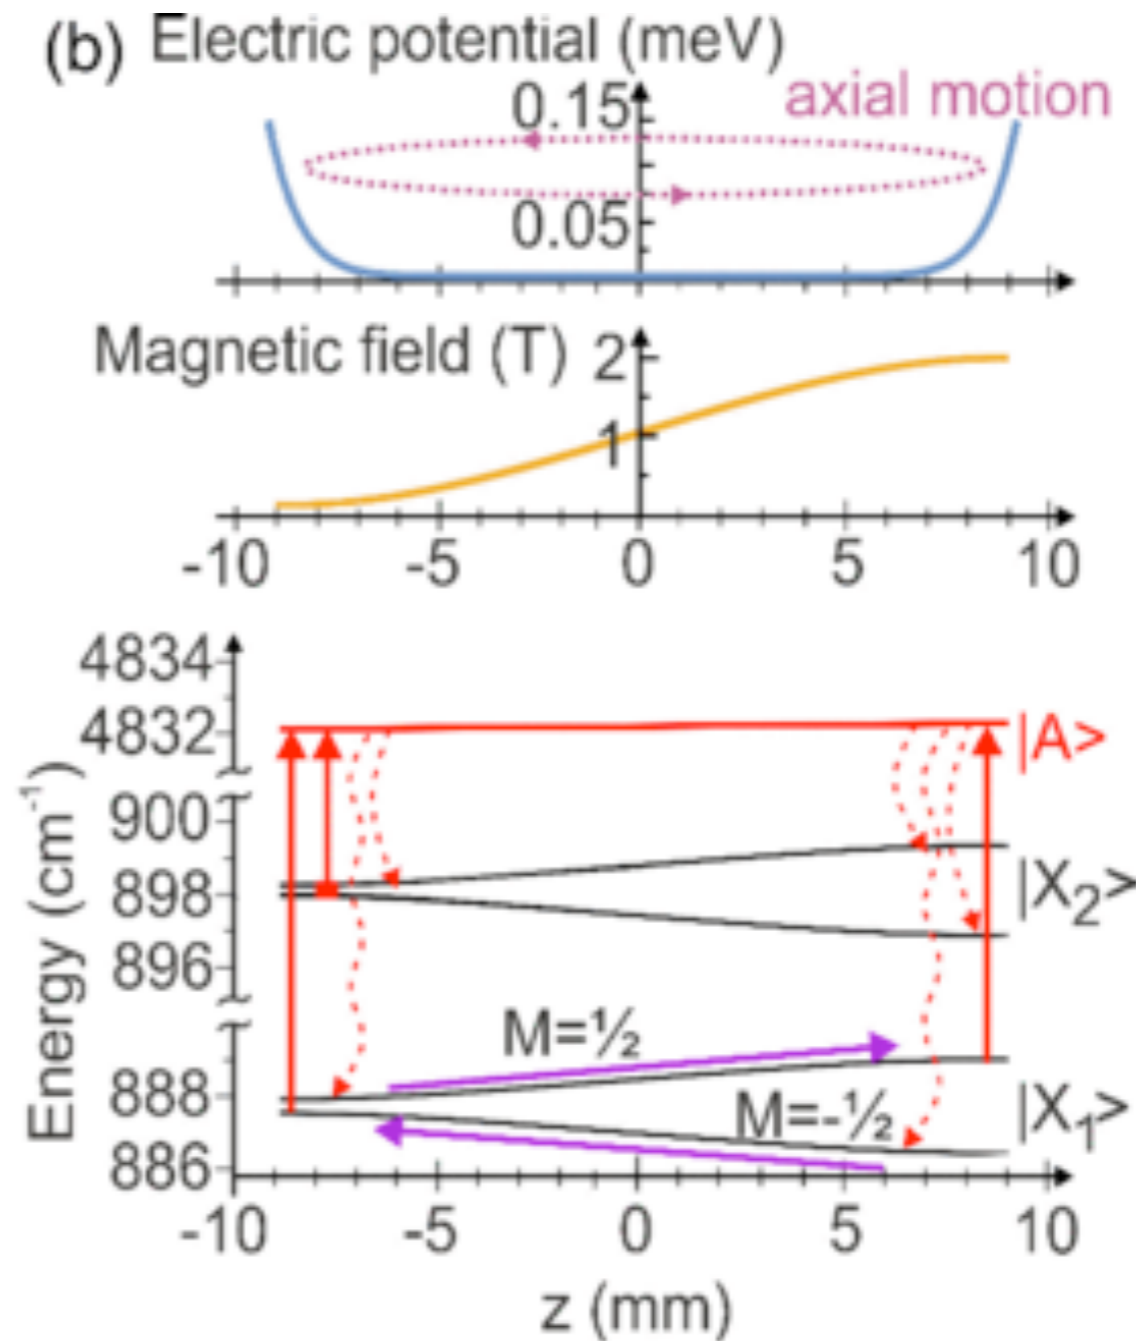 (b) Electric potential (meV)
axial motion
0.15
0.05
Magnetic field (T)
2
1
-10 -5 0 5 10
4834
4832
|A>
900
898
896
|X₂>
M=½
888
M=-½
|X₁>
886
Energy (cm⁻¹)
-10 -5 0 5 10
z (mm)